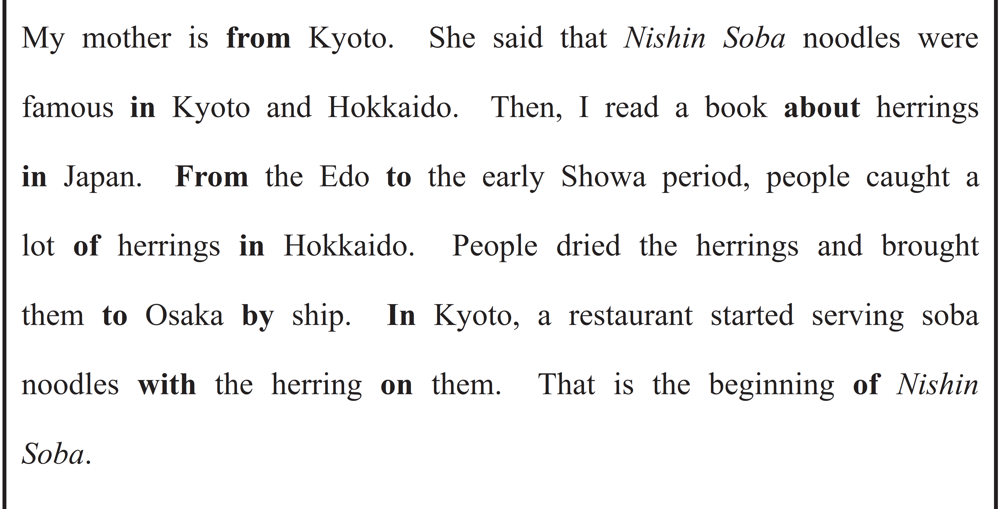 My mother is from Kyoto. She said that Nishin Soba noodles were
famous in Kyoto and Hokkaido. Then, I read a book about herrings
in Japan. From the Edo to the early Showa period, people caught a
lot of herrings in Hokkaido. People dried the herrings and brought
them to Osaka by ship. In Kyoto, a restaurant started serving soba
noodles with the herring on them. That is the beginning of Nishin
Soba.